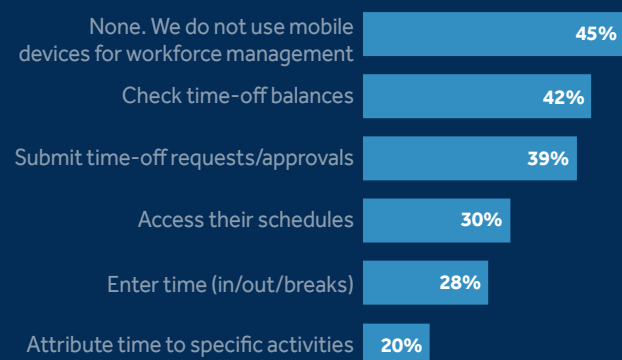 None. We do not use mobile
devices for workforce management
45%
Check time-off balances
42%
Submit time-off requests/approvals
39%
Access their schedules
30%
Enter time (in/out/breaks)
28%
Attribute time to specific activities
20%